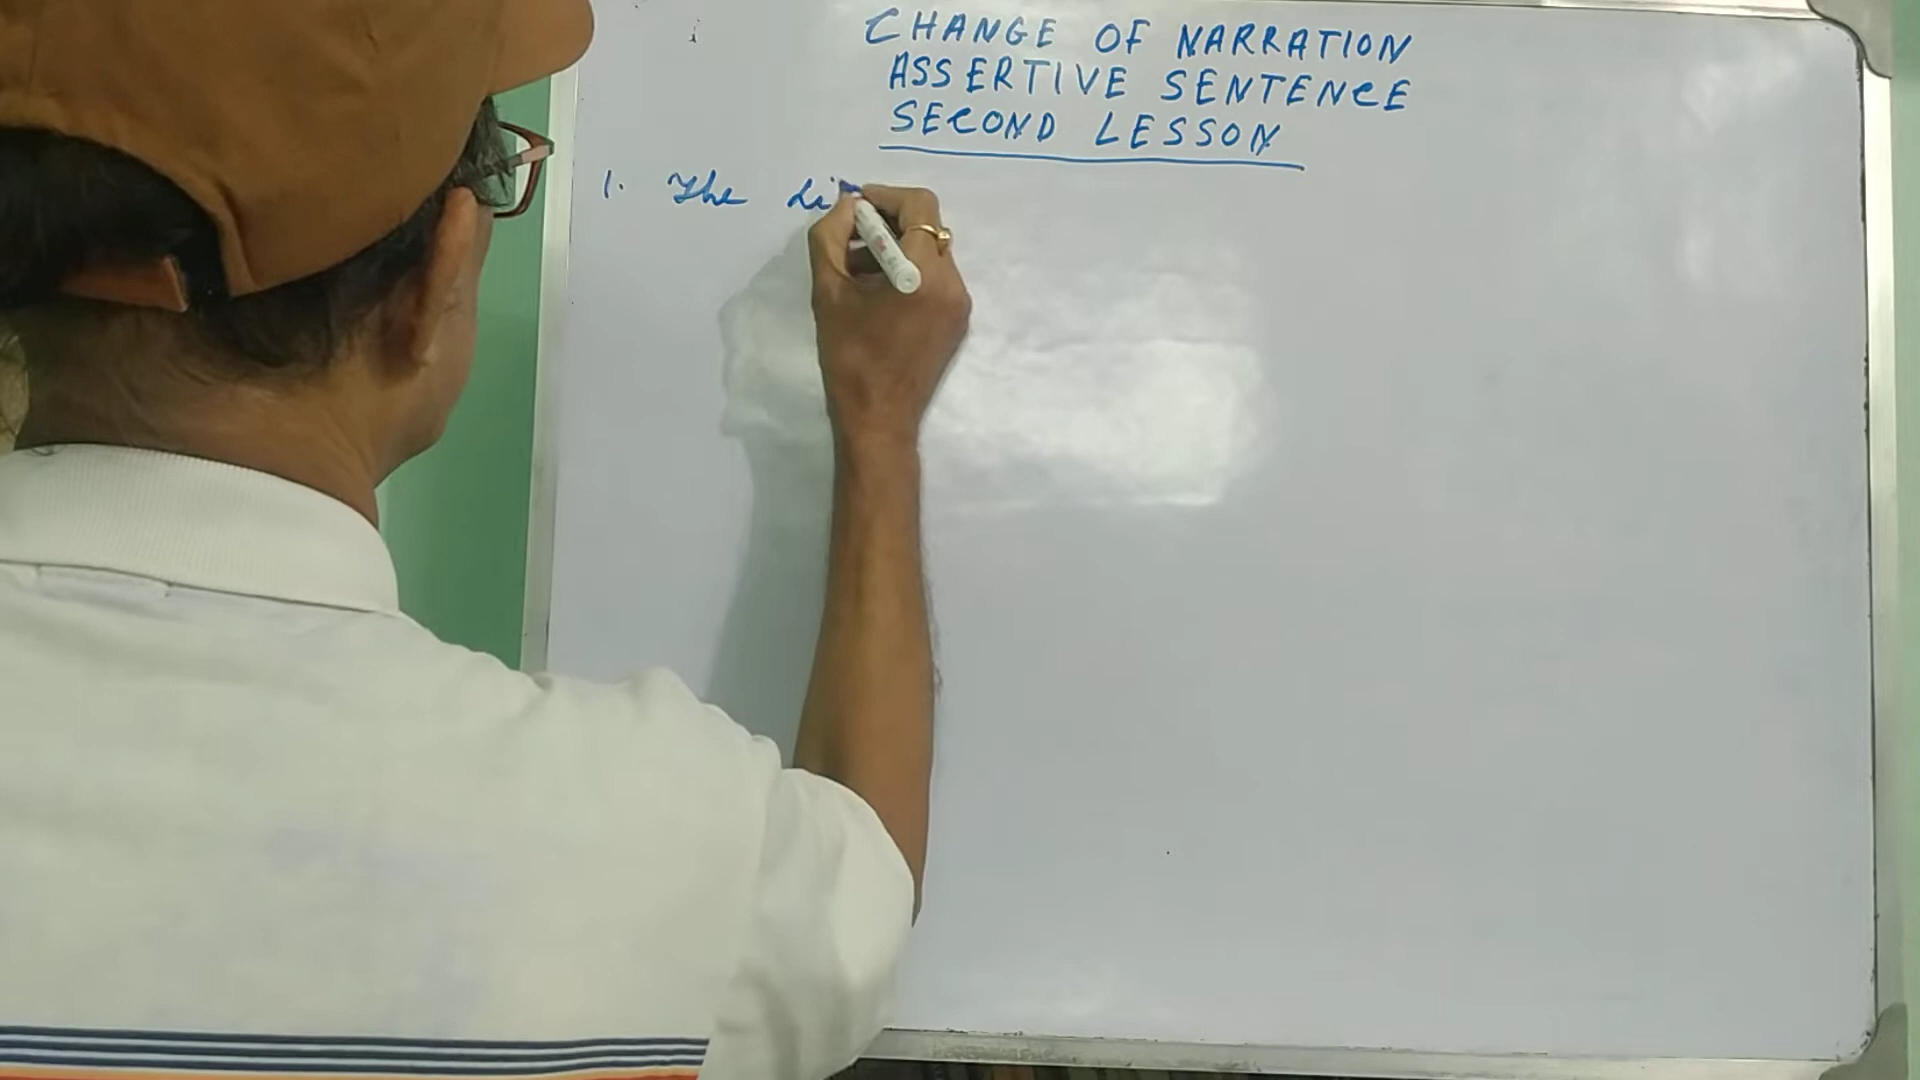 CHANGE OF NARRATION
ASSERTIVE SENTENCE
SECOND LESSON
1. The